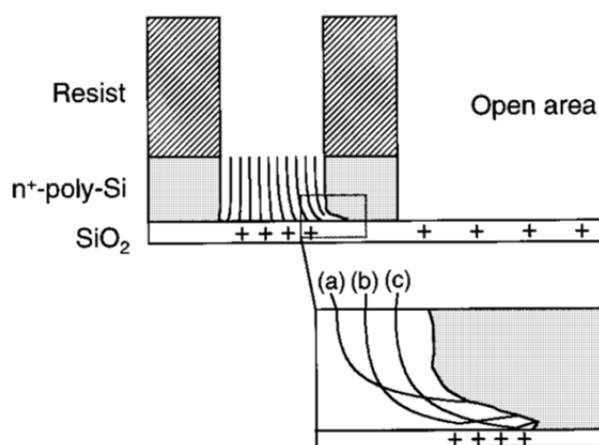 Resist
Open area
n⁺-poly-Si
SiO₂
+ + + +
+ + + +
(a) (b) (c)
+ + + +